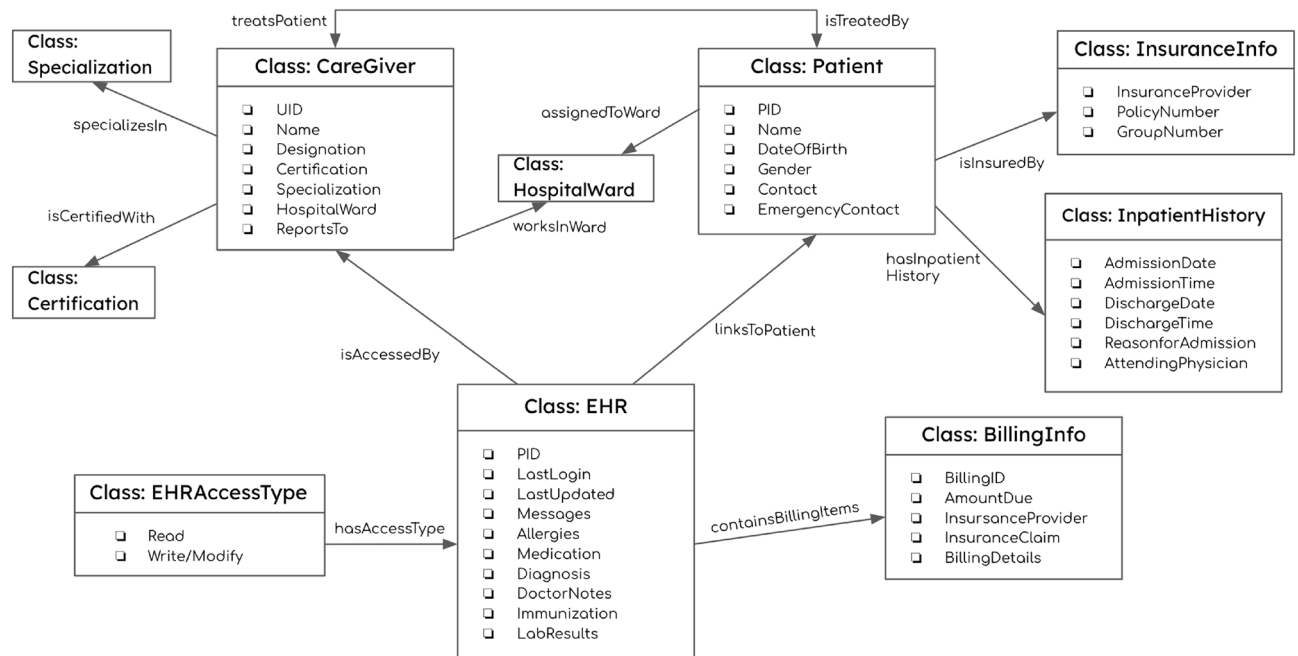 treatsPatient
isTreatedBy
Class:
Specialization
specializesIn
Class: CareGiver
UID
Name
Designation
Certification
Specialization
HospitalWard
ReportsTo
isCertifiedWith
Class:
Certification
assignedToWard
Class:
HospitalWard
worksInWard
Class: Patient
PID
Name
DateOfBirth
Gender
Contact
EmergencyContact
isInsuredBy
Class: InsuranceInfo
InsuranceProvider
PolicyNumber
GroupNumber
hasInpatient
History
Class: InpatientHistory
AdmissionDate
AdmissionTime
DischargeDate
DischargeTime
ReasonforAdmission
AttendingPhysician
isAccessedBy
linksToPatient
Class: EHR
PID
LastLogin
LastUpdated
Messages
Allergies
Medication
Diagnosis
DoctorNotes
Immunization
LabResults
Class: EHRAccessType
Read
Write/Modify
hasAccessType
containsBillingItems
Class: BillingInfo
BillingID
AmountDue
InsursanceProvider
InsuranceClaim
BillingDetails